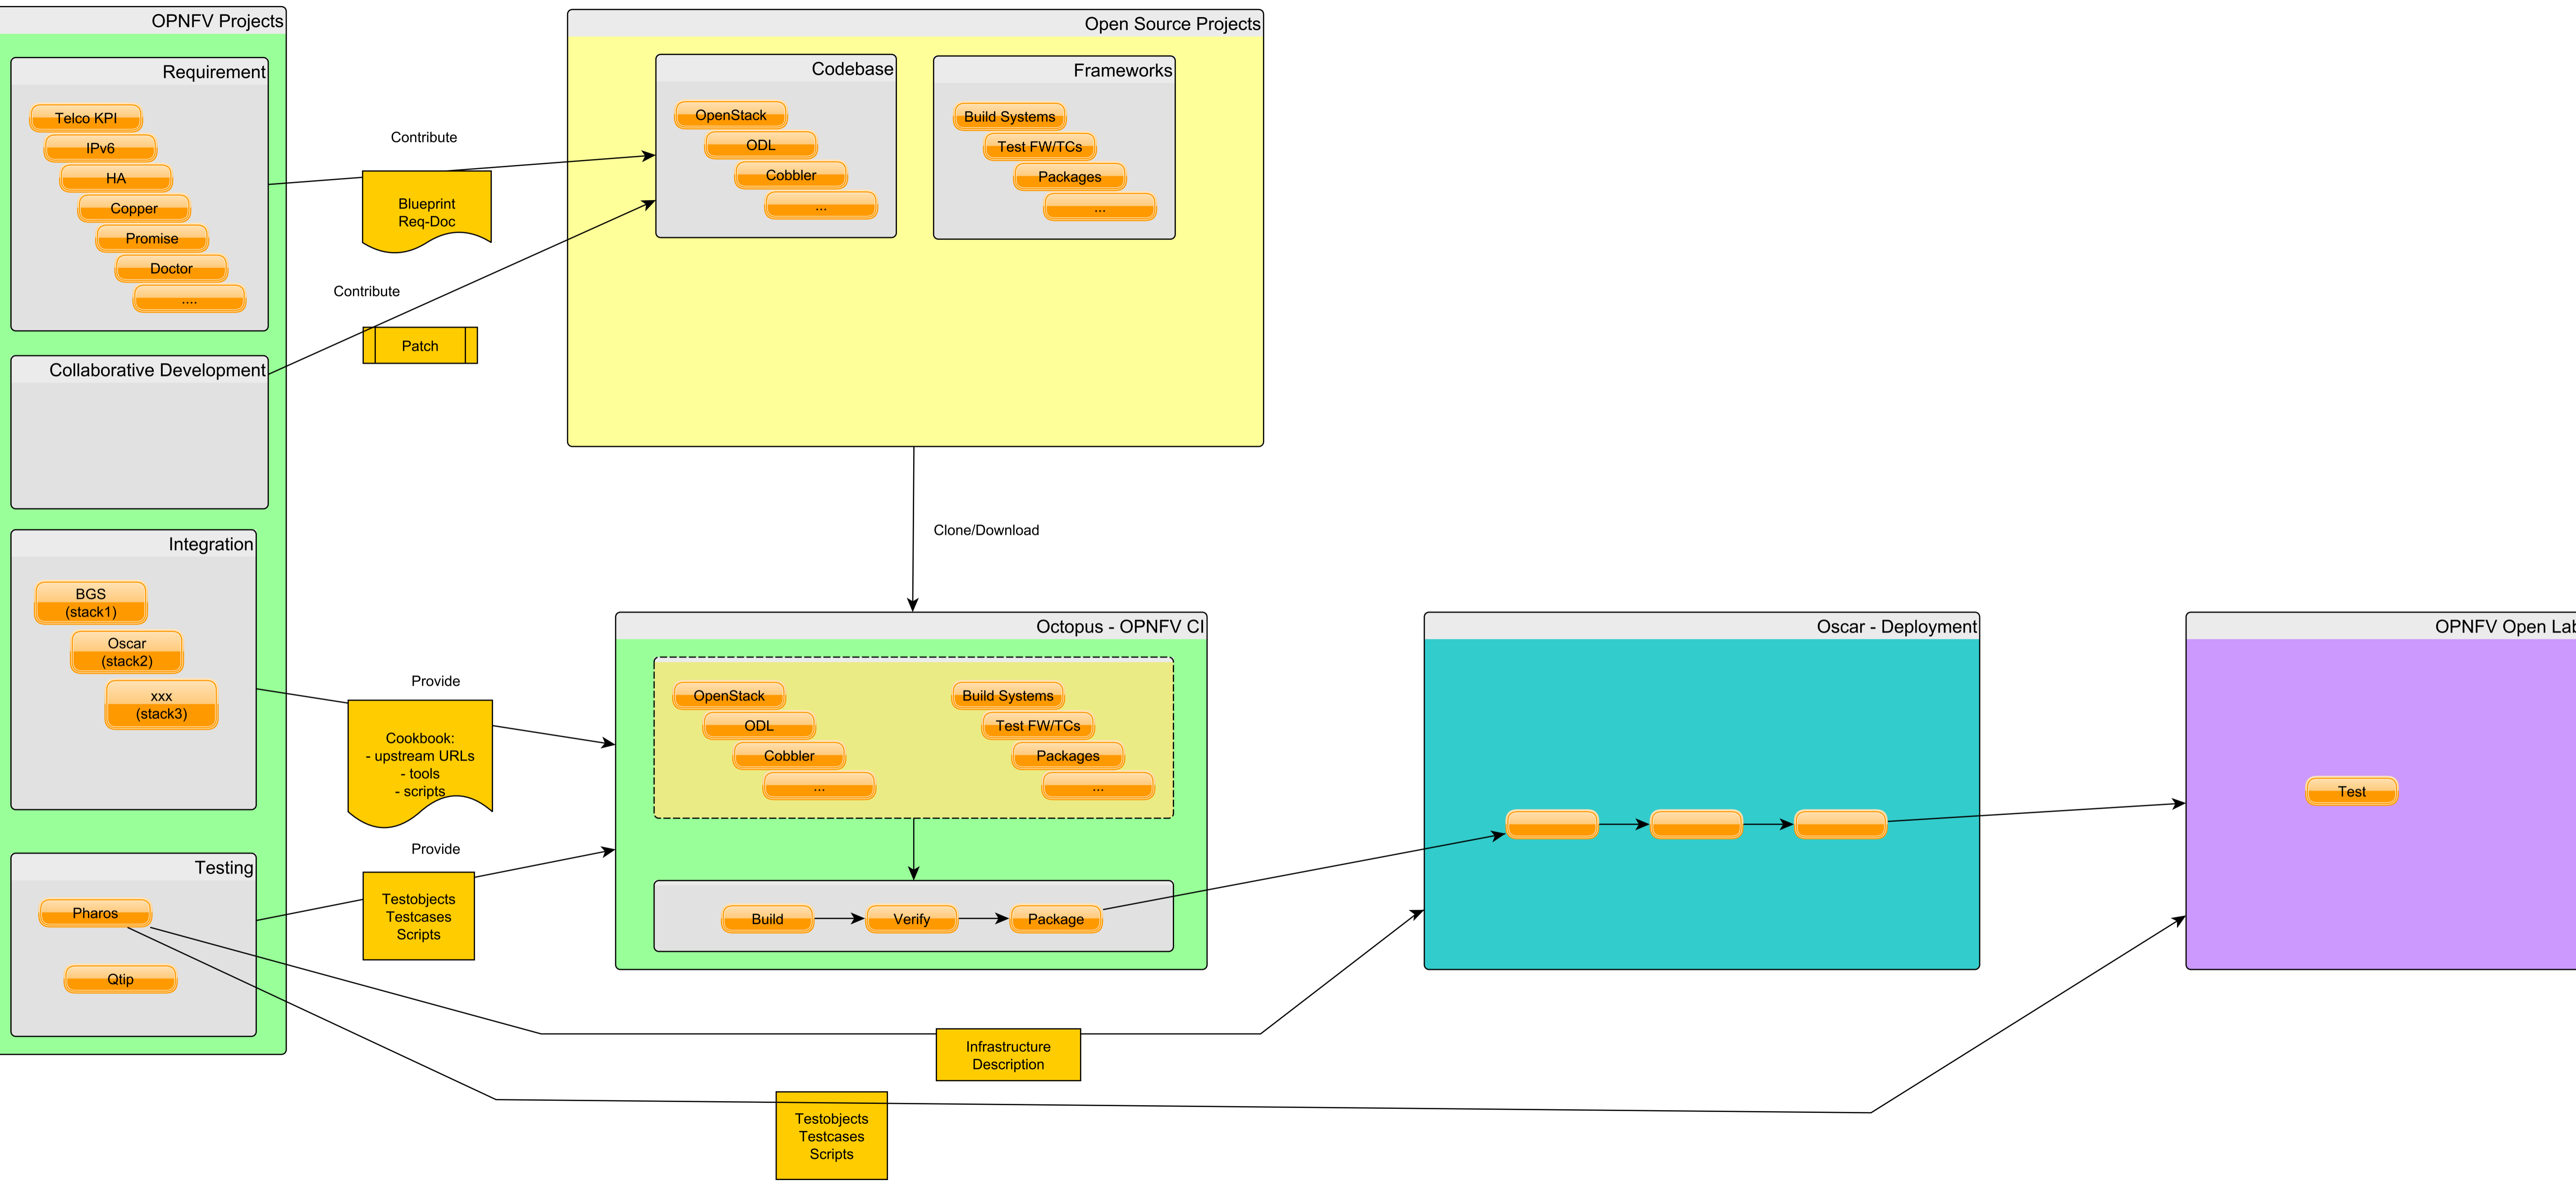 OPNFV Projects
Requirement
Telco KPI
IPv6
HA
Copper
Promise
Doctor
....
Collaborative Development
Integration
BGS
(stack1)
Oscar
(stack2)
xxx
(stack3)
Testing
Pharos
Qtip
Contribute
Blueprint
Req-Doc
Contribute
Patch
Provide
Cookbook:
- upstream URLs
- tools
- scripts
Provide
Testobjects
Testcases
Scripts
Open Source Projects
Codebase
OpenStack
ODL
Cobbler
...
Frameworks
Build Systems
Test FW/TCs
Packages
...
Clone/Download
Octopus - OPNFV CI
OpenStack
ODL
Cobbler
...
Build Systems
Test FW/TCs
Packages
...
Build
Verify
Package
Infrastructure
Description
Testobjects
Testcases
Scripts
Oscar - Deployment
OPNFV Open Lab
Test